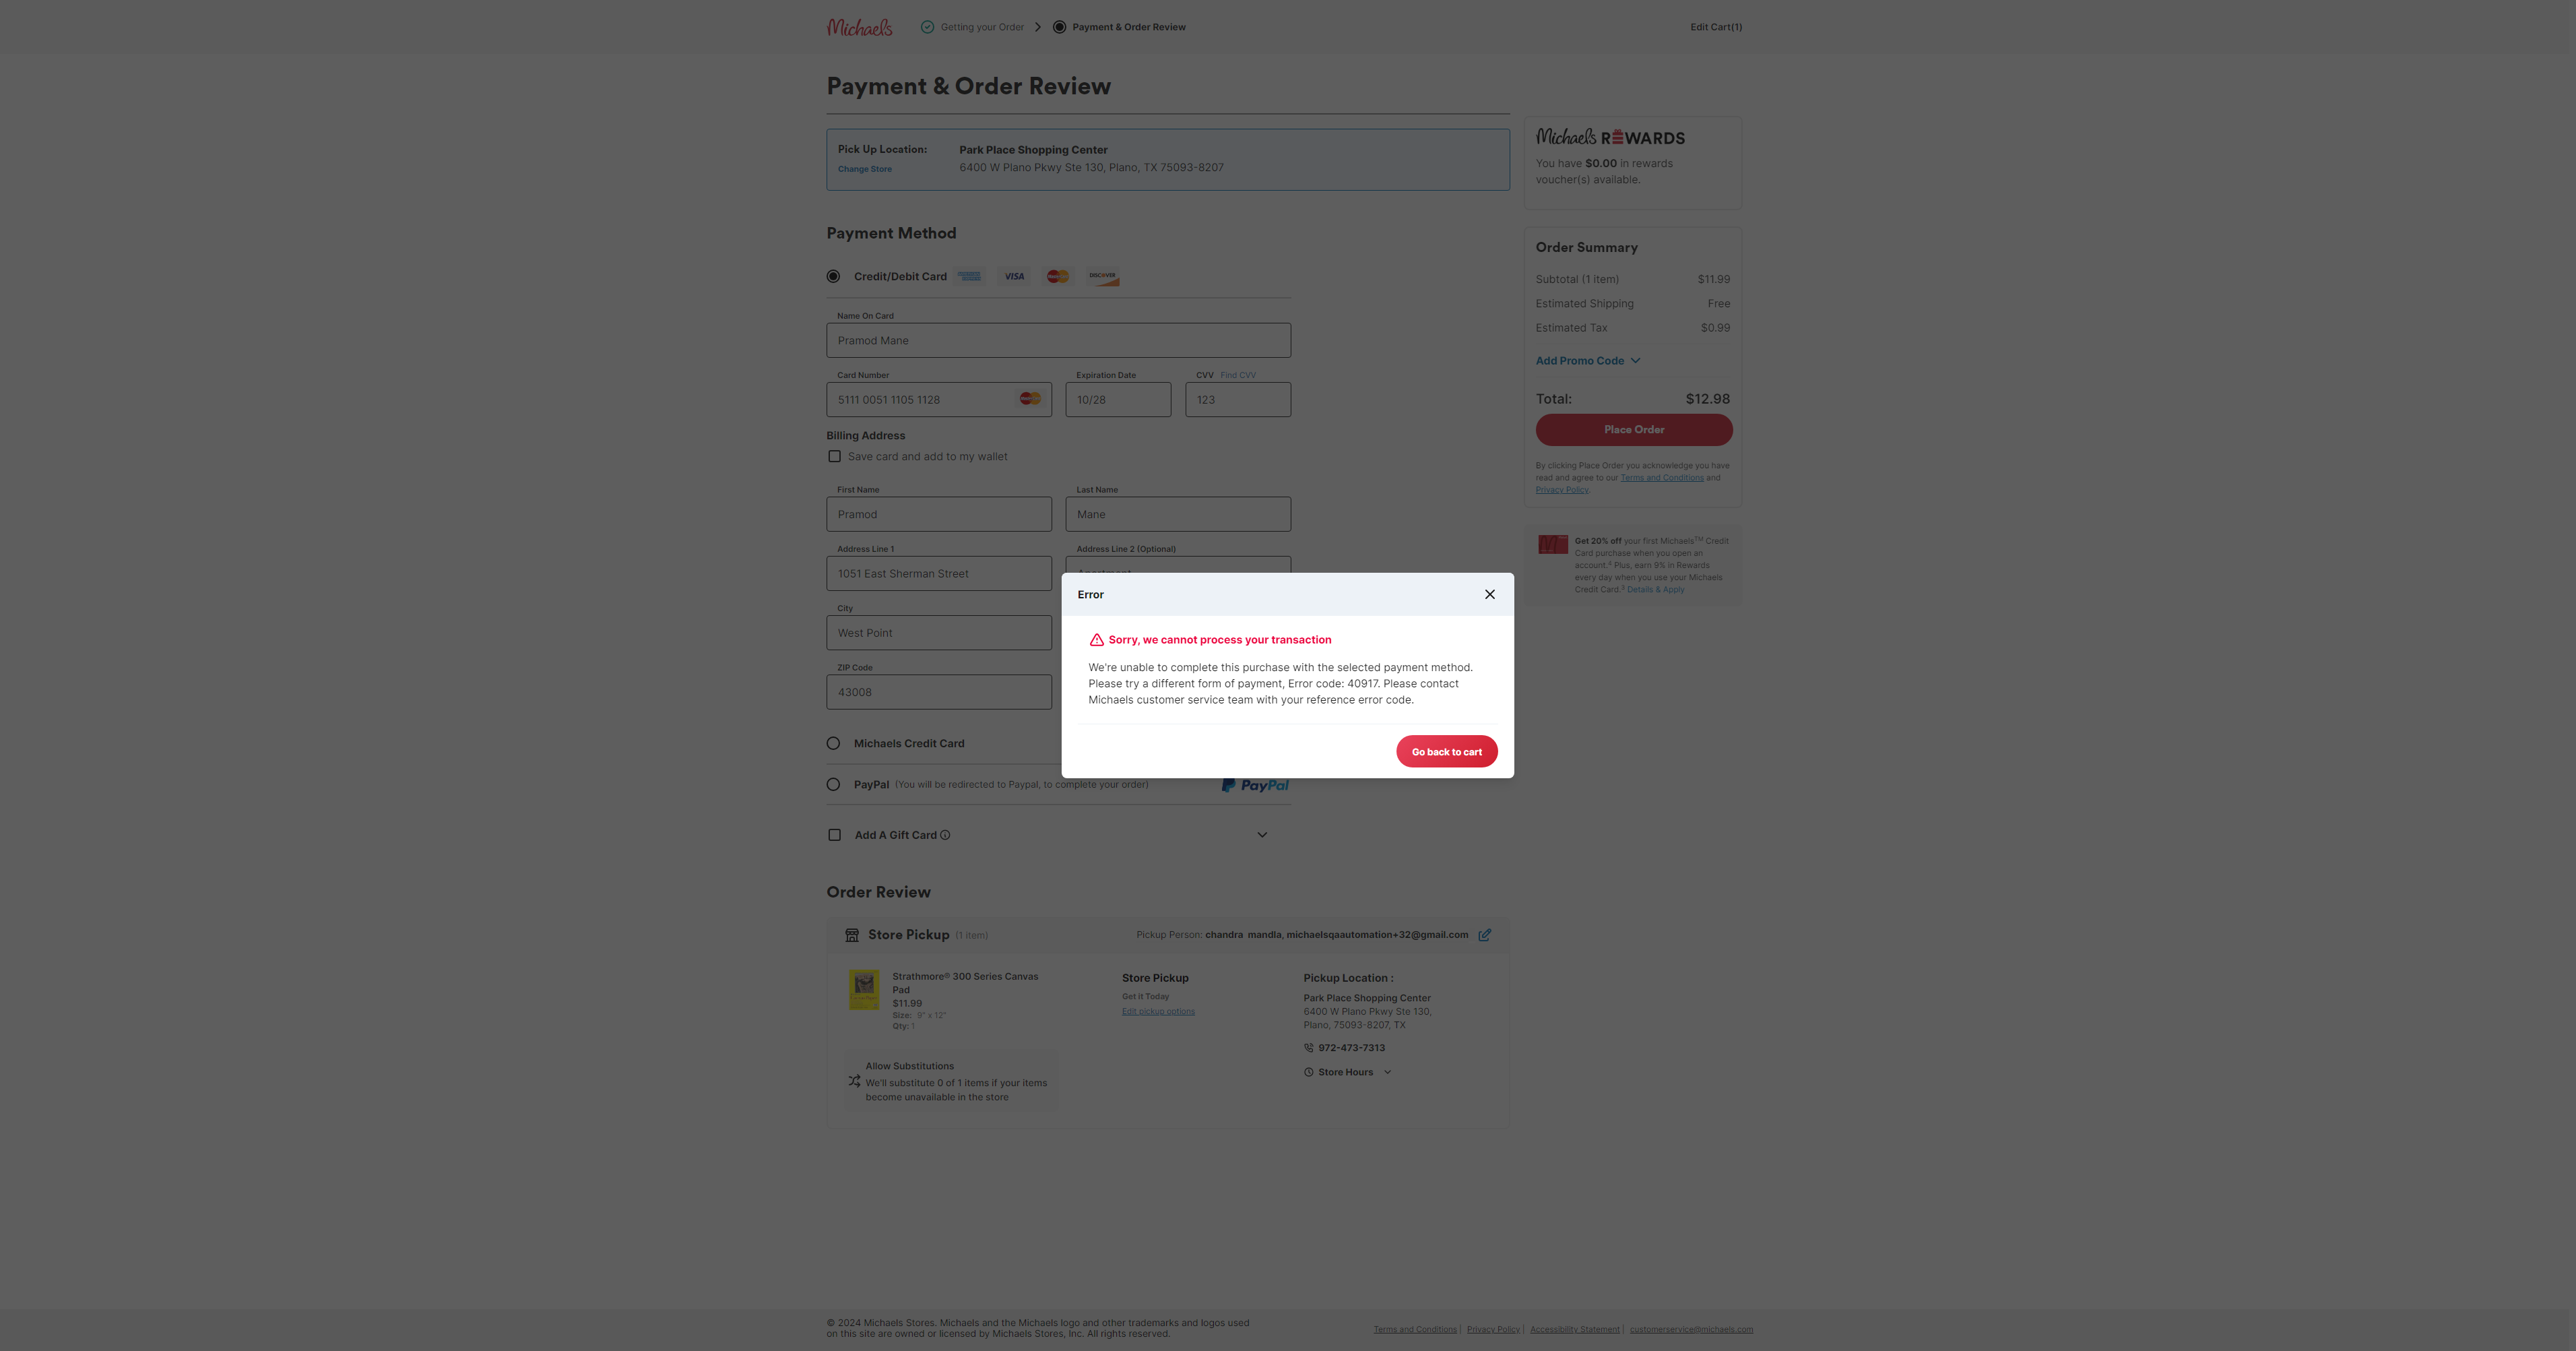 Michaels
Getting your Order
Payment & Order Review
Edit Cart(1)
Payment & Order Review
Pick Up Location:
Change Store
Park Place Shopping Center
6400 W Plano Pkwy Ste 130, Plano, TX 75093-8207
Payment Method
Credit/Debit Card
VISA
DISCOVER
Name On Card
Pramod Mane
Card Number
5111 0051 1105 1128
Expiration Date
10/28
CVV Find CVV
123
Billing Address
Save card and add to my wallet
First Name
Pramod
Last Name
Mane
Address Line 1
1051 East Sherman Street
Address Line 2 (Optional)
City
West Point
ZIP Code
43008
Michaels Credit Card
PayPal (You will be redirected to Paypal, to complete your order)
PayPal
Add A Gift Card
Error
Sorry, we cannot process your transaction
We're unable to complete this purchase with the selected payment method.
Please try a different form of payment, Error code: 40917. Please contact
Michaels customer service team with your reference error code.
Go back to cart
Michaels REWARDS
You have $0.00 in rewards
voucher(s) available.
Order Summary
Subtotal (1 item) $11.99
Estimated Shipping Free
Estimated Tax $0.99
Add Promo Code
Total: $12.98
Place Order
By clicking Place Order you acknowledge you have
read and agree to our Terms and Conditions and
Privacy Policy.
Get 20% off your first Michaels™ Credit
Card purchase when you open an
account.² Plus, earn 9% in Rewards
every day when you use your Michaels
Credit Card.³ Details & Apply
Order Review
Store Pickup (1 item)
Pickup Person: chandra mandla, michaelsqaautomation+32@gmail.com
Strathmore® 300 Series Canvas
Pad
$11.99
Size: 9" x 12"
Qty: 1
Allow Substitutions
We'll substitute 0 of 1 items if your items
become unavailable in the store
Store Pickup
Get it Today
Edit pickup options
Pickup Location :
Park Place Shopping Center
6400 W Plano Pkwy Ste 130,
Plano, 75093-8207, TX
972-473-7313
Store Hours
© 2024 Michaels Stores. Michaels and the Michaels logo and other trademarks and logos used
on this site are owned or licensed by Michaels Stores, Inc. All rights reserved.
Terms and Conditions | Privacy Policy | Accessibility Statement | customerservice@michaels.com